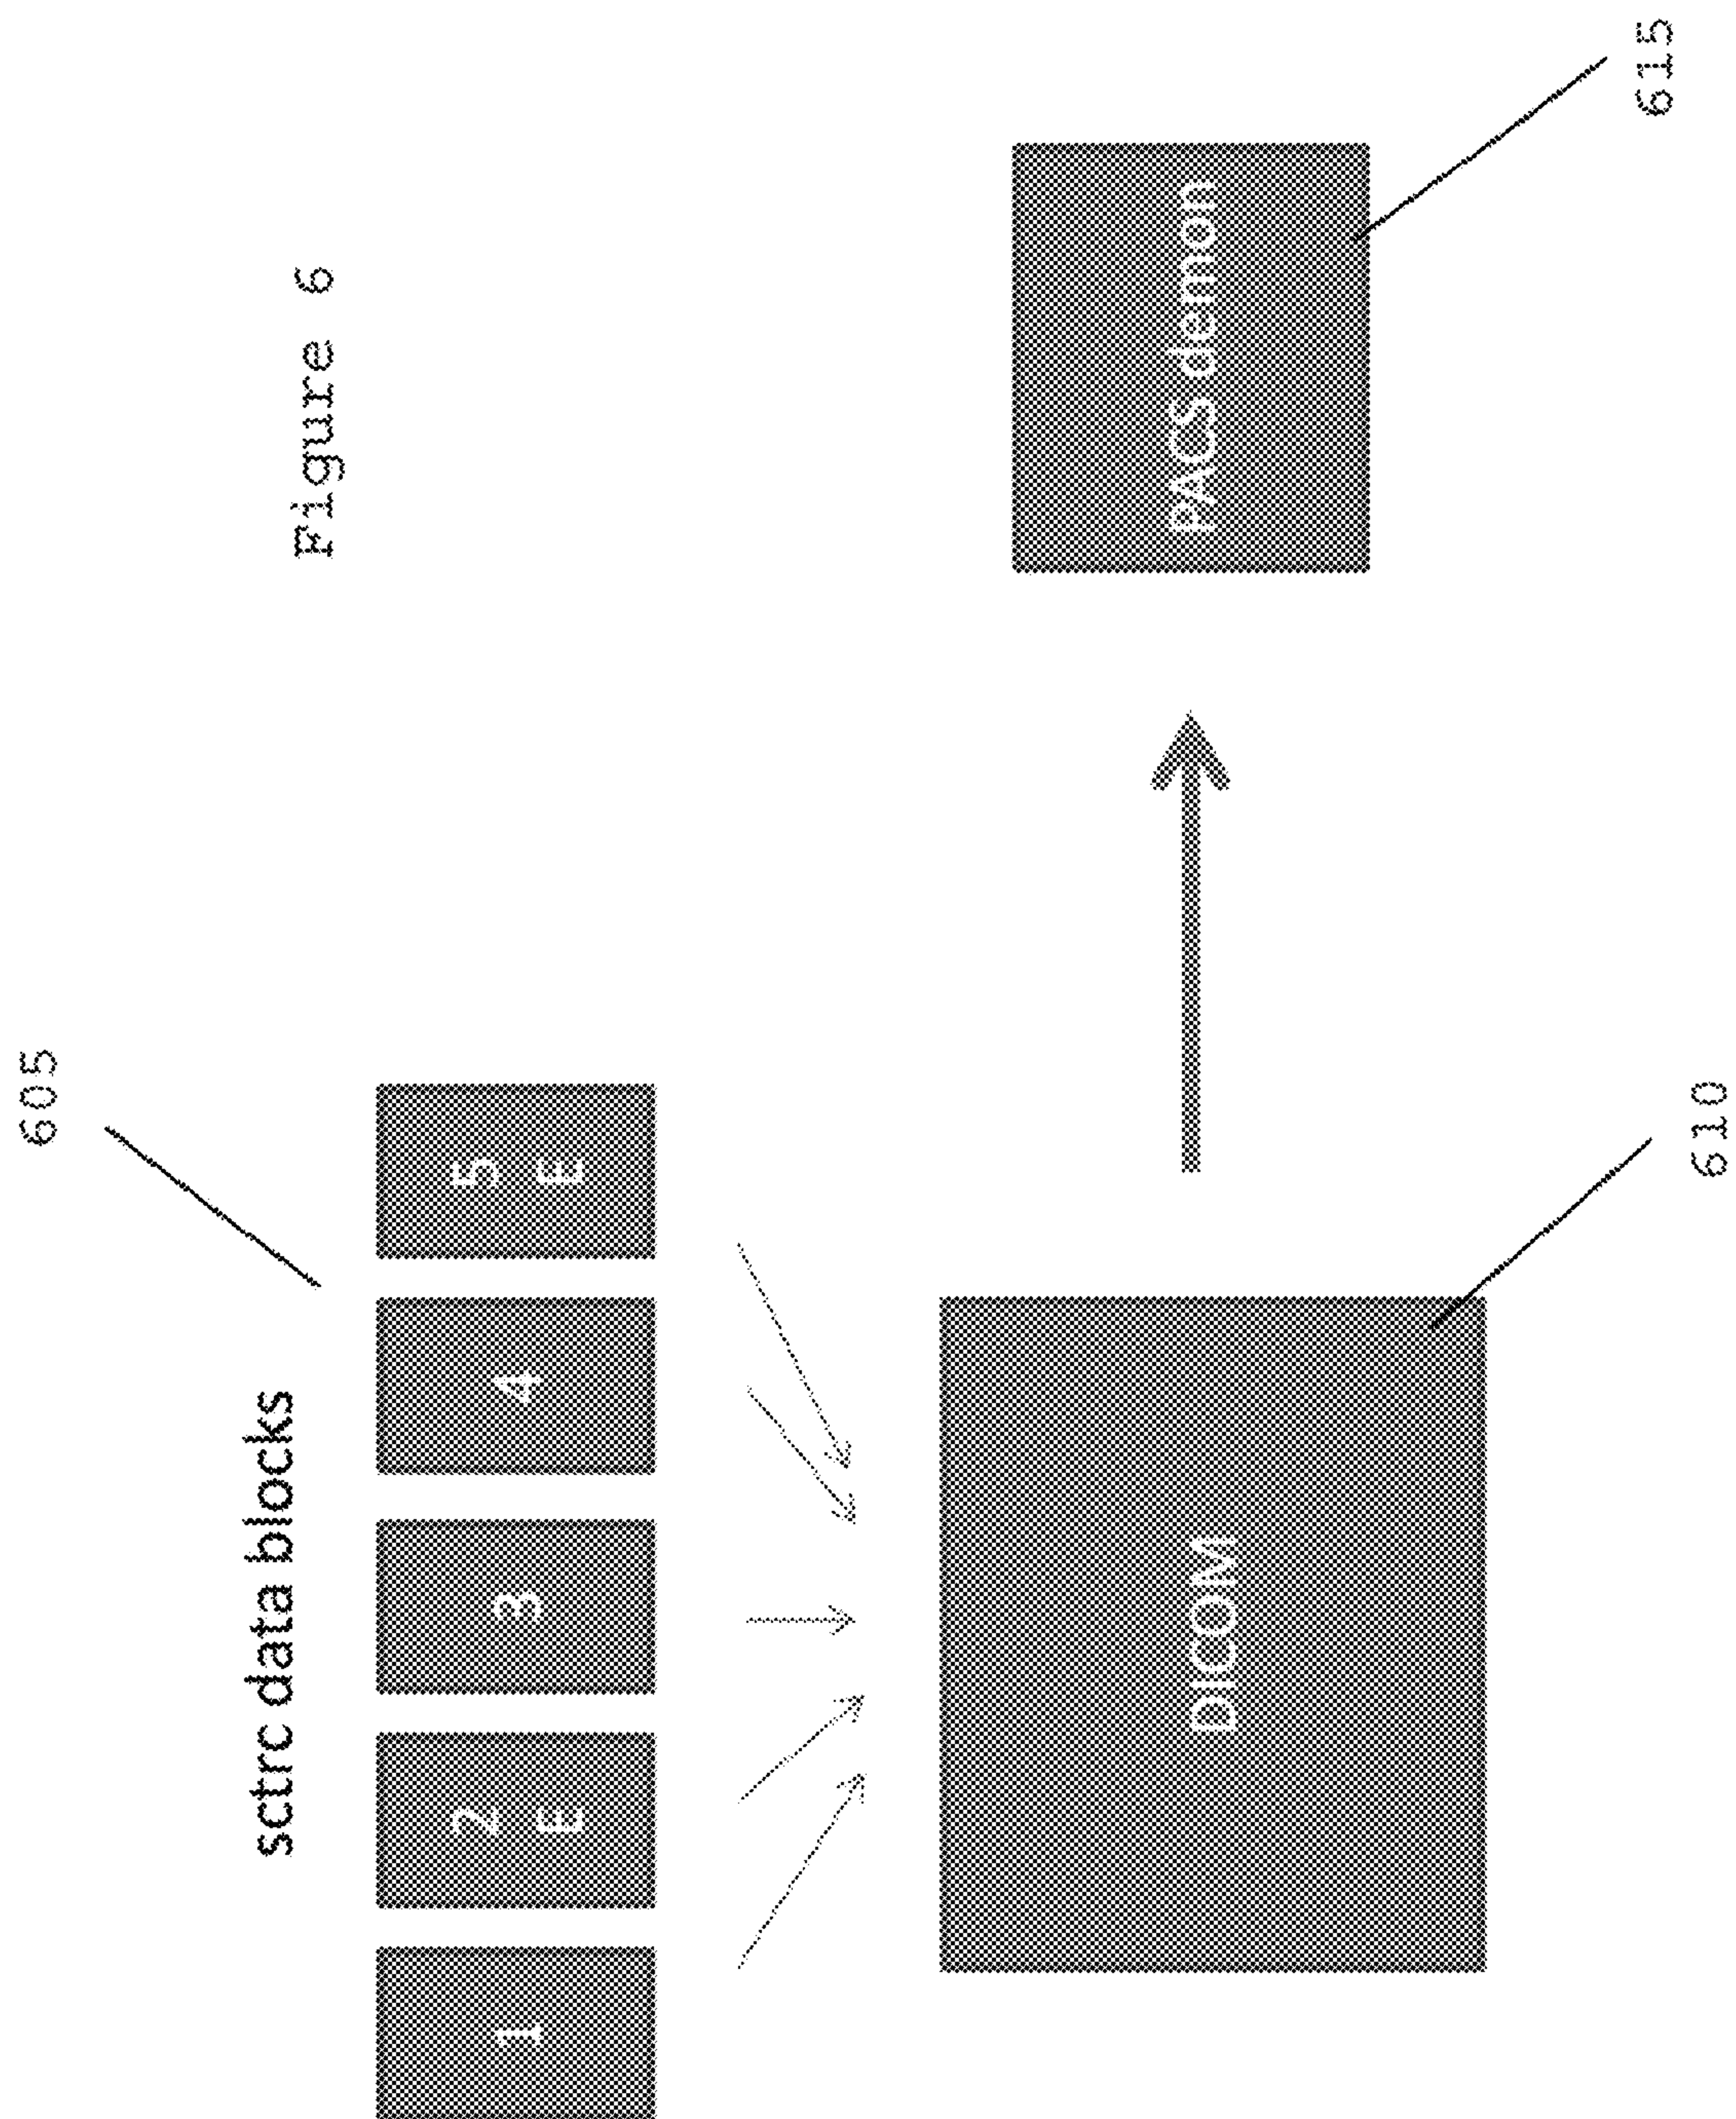 605
Figure 6
sctrc data blocks
1
2
E
3
4
5
E
DICOM
PACS demon
610
615